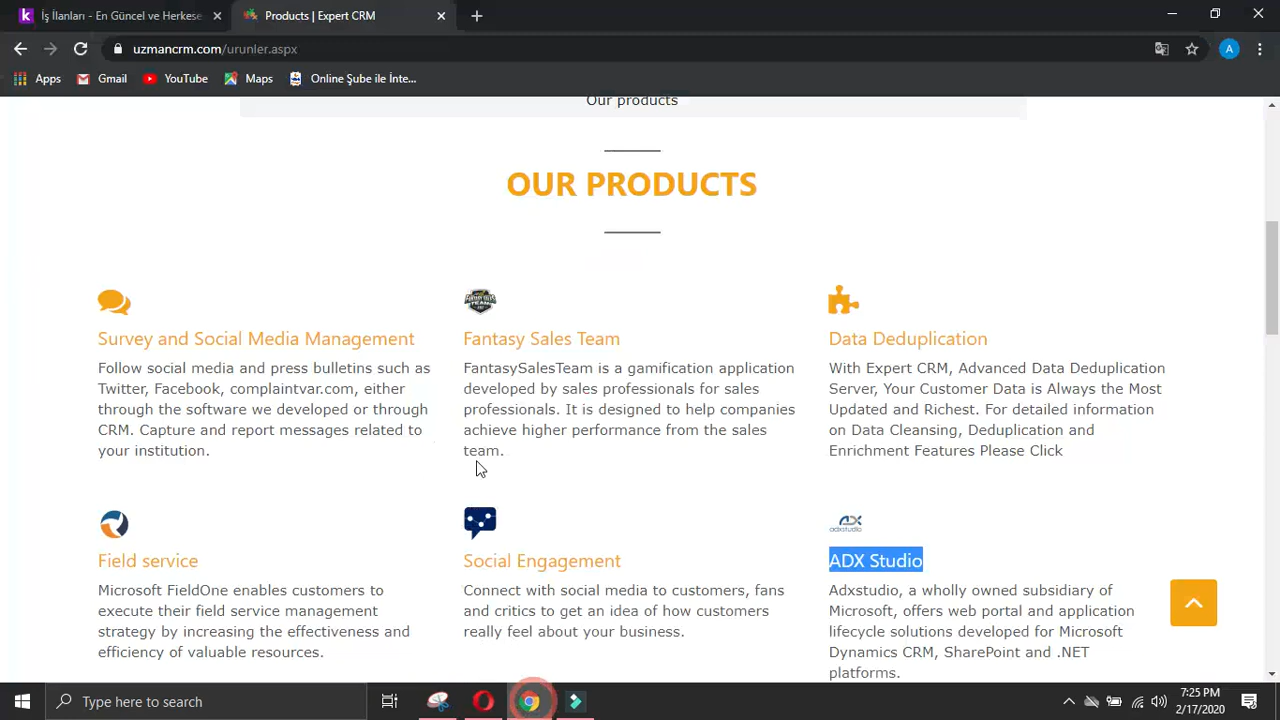 İş İlanları - En Güncel ve Herkese
Products | Expert CRM
uzmancrm.com/urunler.aspx
A
Apps
Gmail
YouTube
Maps
Online Şube ile İnte...
Our products
OUR PRODUCTS
Survey and Social Media Management
Follow social media and press bulletins such as
Twitter, Facebook, complaintvar.com, either
through the software we developed or through
CRM. Capture and report messages related to
your institution.
Fantasy Sales Team
FantasySalesTeam is a gamification application
developed by sales professionals for sales
professionals. It is designed to help companies
achieve higher performance from the sales
team.
Data Deduplication
With Expert CRM, Advanced Data Deduplication
Server, Your Customer Data is Always the Most
Updated and Richest. For detailed information
on Data Cleansing, Deduplication and
Enrichment Features Please Click
Field service
Microsoft FieldOne enables customers to
execute their field service management
strategy by increasing the effectiveness and
efficiency of valuable resources.
Social Engagement
Connect with social media to customers, fans
and critics to get an idea of how customers
really feel about your business.
adxstudio
ADX Studio
Adxstudio, a wholly owned subsidiary of
Microsoft, offers web portal and application
lifecycle solutions developed for Microsoft
Dynamics CRM, SharePoint and .NET
platforms.
Type here to search
7:25 PM
2/17/2020